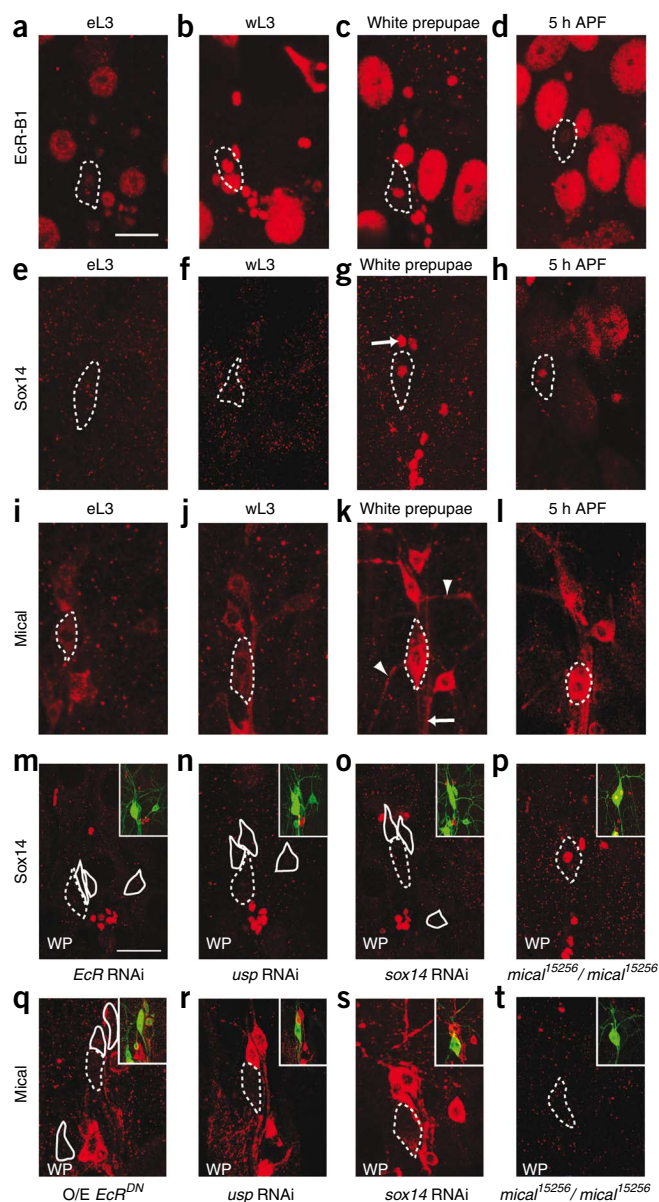 a eL3 b wL3 c White prepupae d 5 h APF
EcR-B1
e eL3 f wL3 g White prepupae h 5 h APF
Sox14
i eL3 j wL3 k White prepupae l 5 h APF
Mical
m n o p
Sox14
WP WP WP WP
EcR RNAi usp RNAi sox14 RNAi mical15256/mical15256
q r s t
Mical
WP WP WP WP
O/E EcRDN usp RNAi sox14 RNAi mical15256/mical15256